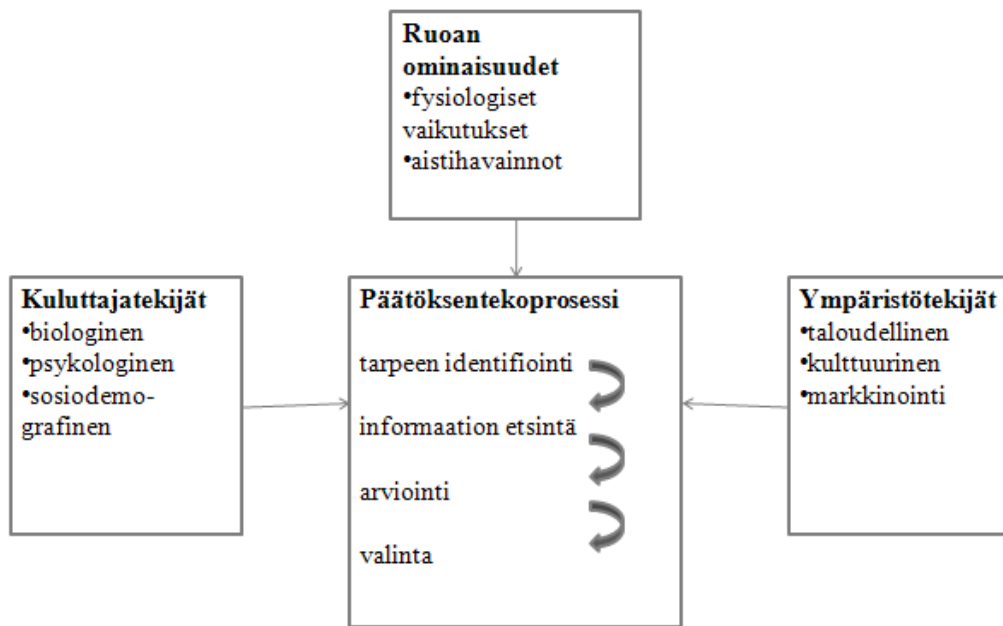 Ruoan
ominaisuudet
•fysiologiset
vaikutukset
•aistihavainnot
Kuluttajatekijät
•biologinen
•psykologinen
•sosiodemo-
grafinen
Päätöksentekoprosessi
tarpeen identifiointi
informaation etsintä
arviointi
valinta
Ympäristötekijät
•taloudellinen
•kulttuurinen
•markkinointi